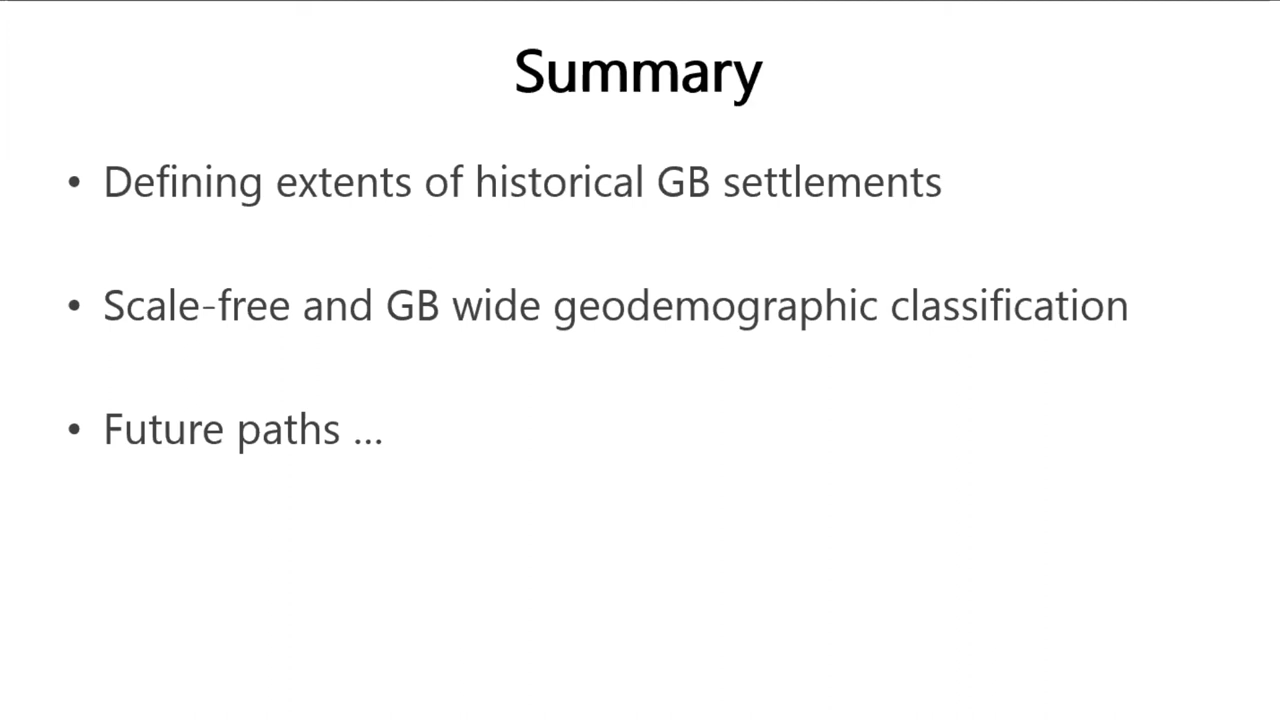 Summary
• Defining extents of historical GB settlements
• Scale-free and GB wide geodemographic classification
• Future paths ...